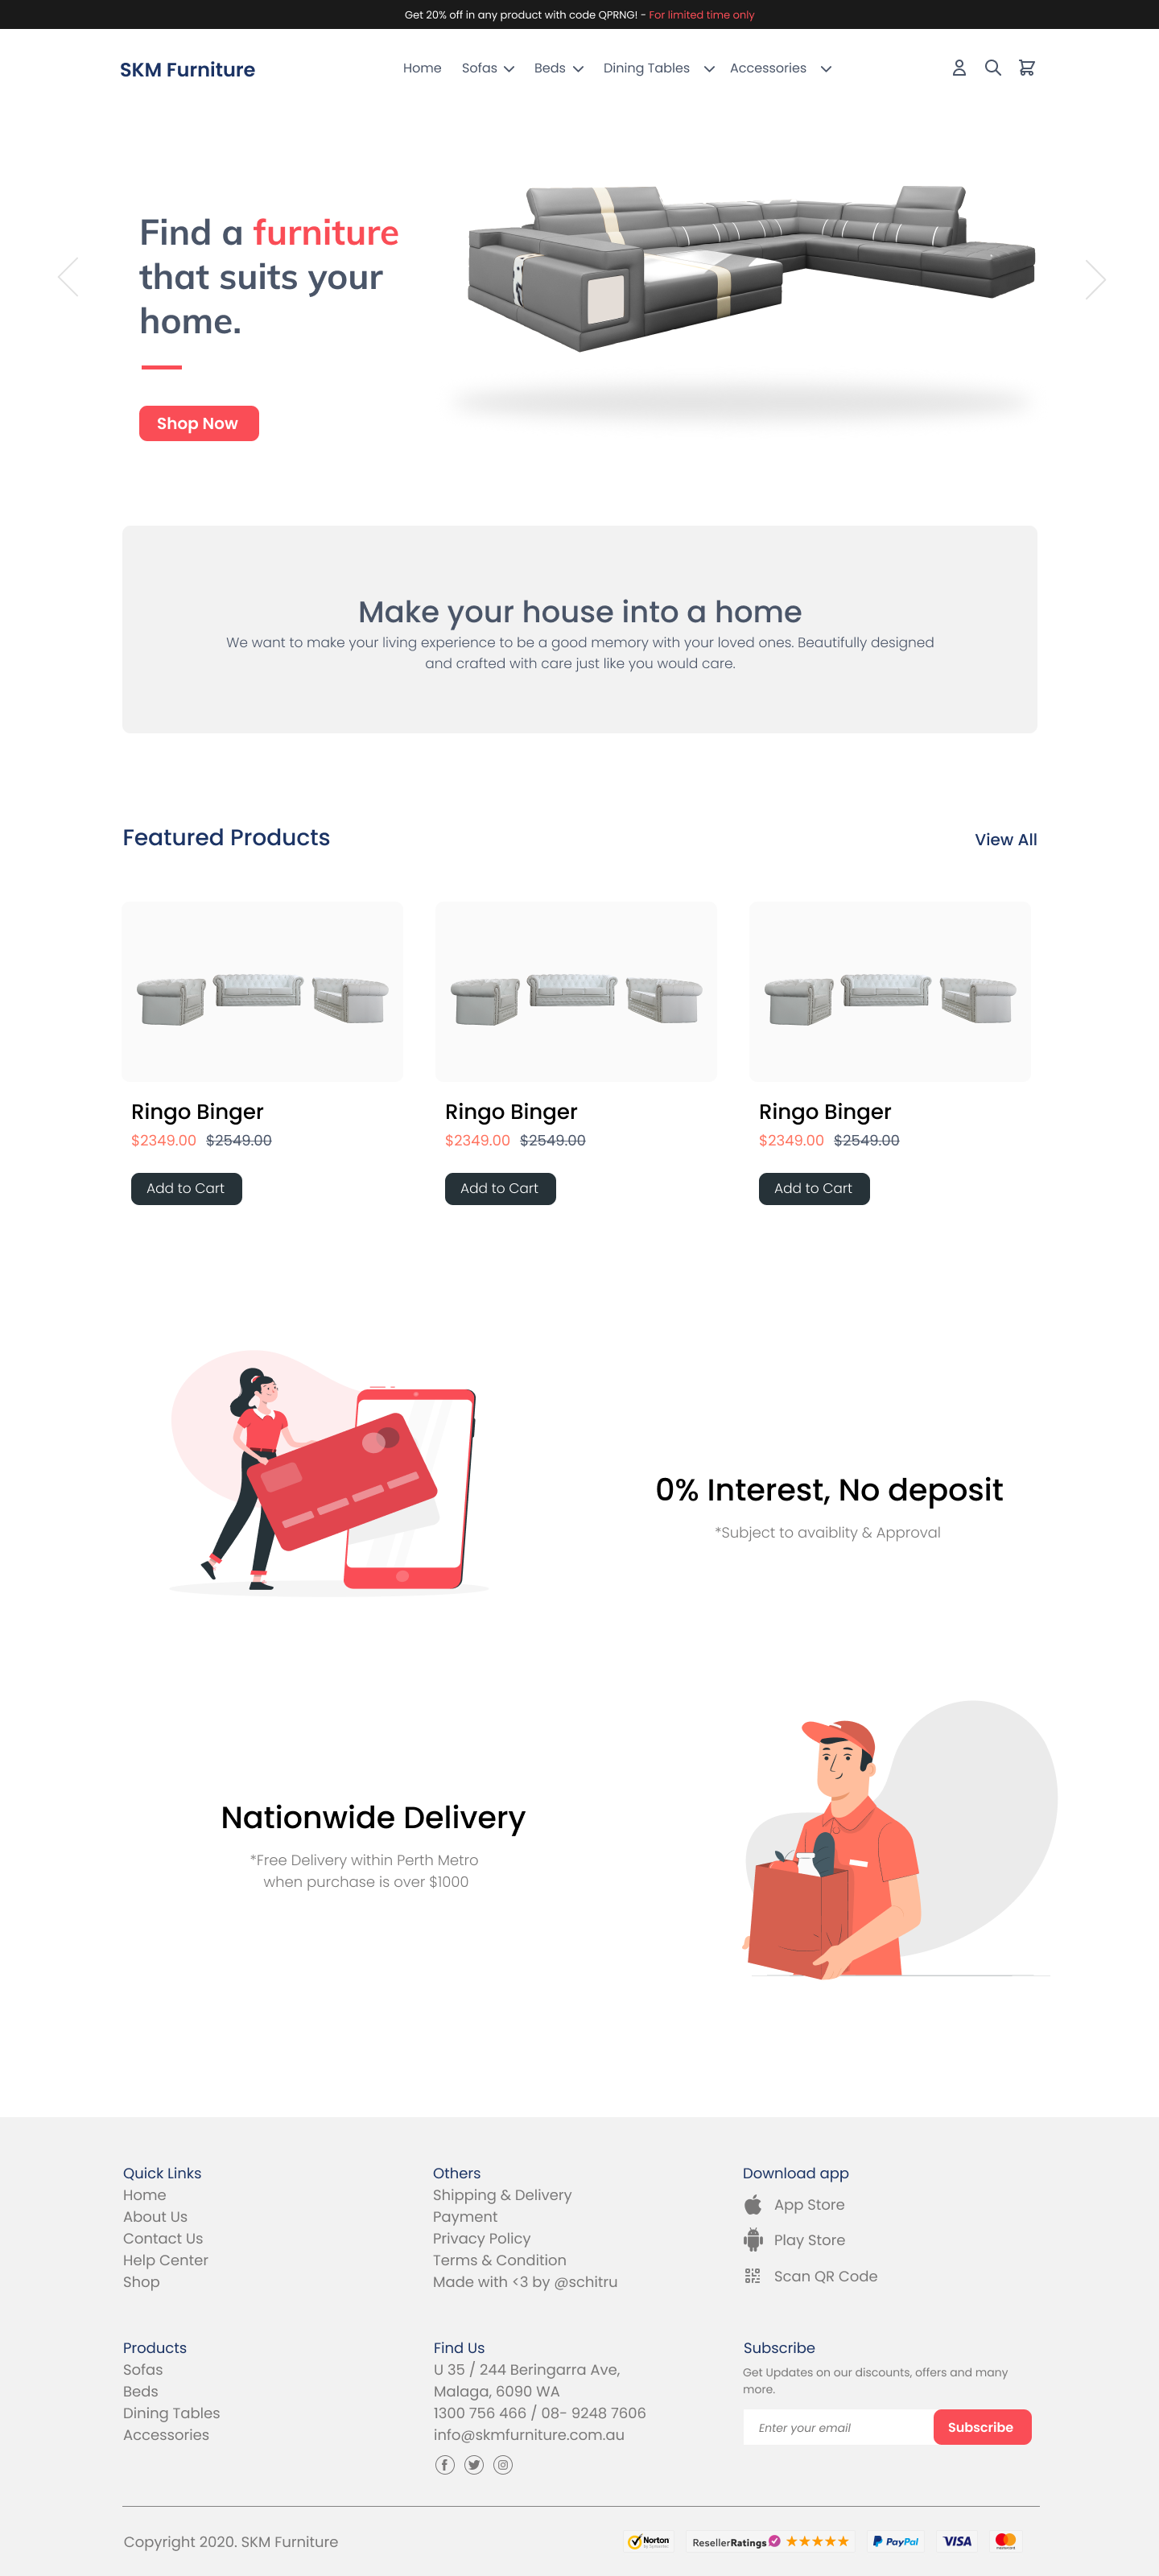 Get 20% off in any product with code QPRNG! - For limited time only
SKM Furniture
Home Sofas Beds Dining Tables Accessories
Find a furniture
that suits your
home.
Shop Now
Make your house into a home
We want to make your living experience to be a good memory with your loved ones. Beautifully designed
and crafted with care just like you would care.
Featured Products
View All
Ringo Binger
$2349.00 $2549.00
Add to Cart
Ringo Binger
$2349.00 $2549.00
Add to Cart
Ringo Binger
$2349.00 $2549.00
Add to Cart
0% Interest, No deposit
*Subject to avaiblity & Approval
Nationwide Delivery
*Free Delivery within Perth Metro
when purchase is over $1000
Quick Links
Home
About Us
Contact Us
Help Center
Shop
Others
Shipping & Delivery
Payment
Privacy Policy
Terms & Condition
Made with <3 by @schitru
Download app
App Store
Play Store
Scan QR Code
Products
Sofas
Beds
Dining Tables
Accessories
Find Us
U 35 / 244 Beringarra Ave,
Malaga, 6090 WA
1300 756 466 / 08- 9248 7606
info@skmfurniture.com.au
Subscribe
Get Updates on our discounts, offers and many
more.
Enter your email
Subscribe
Copyright 2020. SKM Furniture
Norton
ResellerRatings
PayPal
VISA